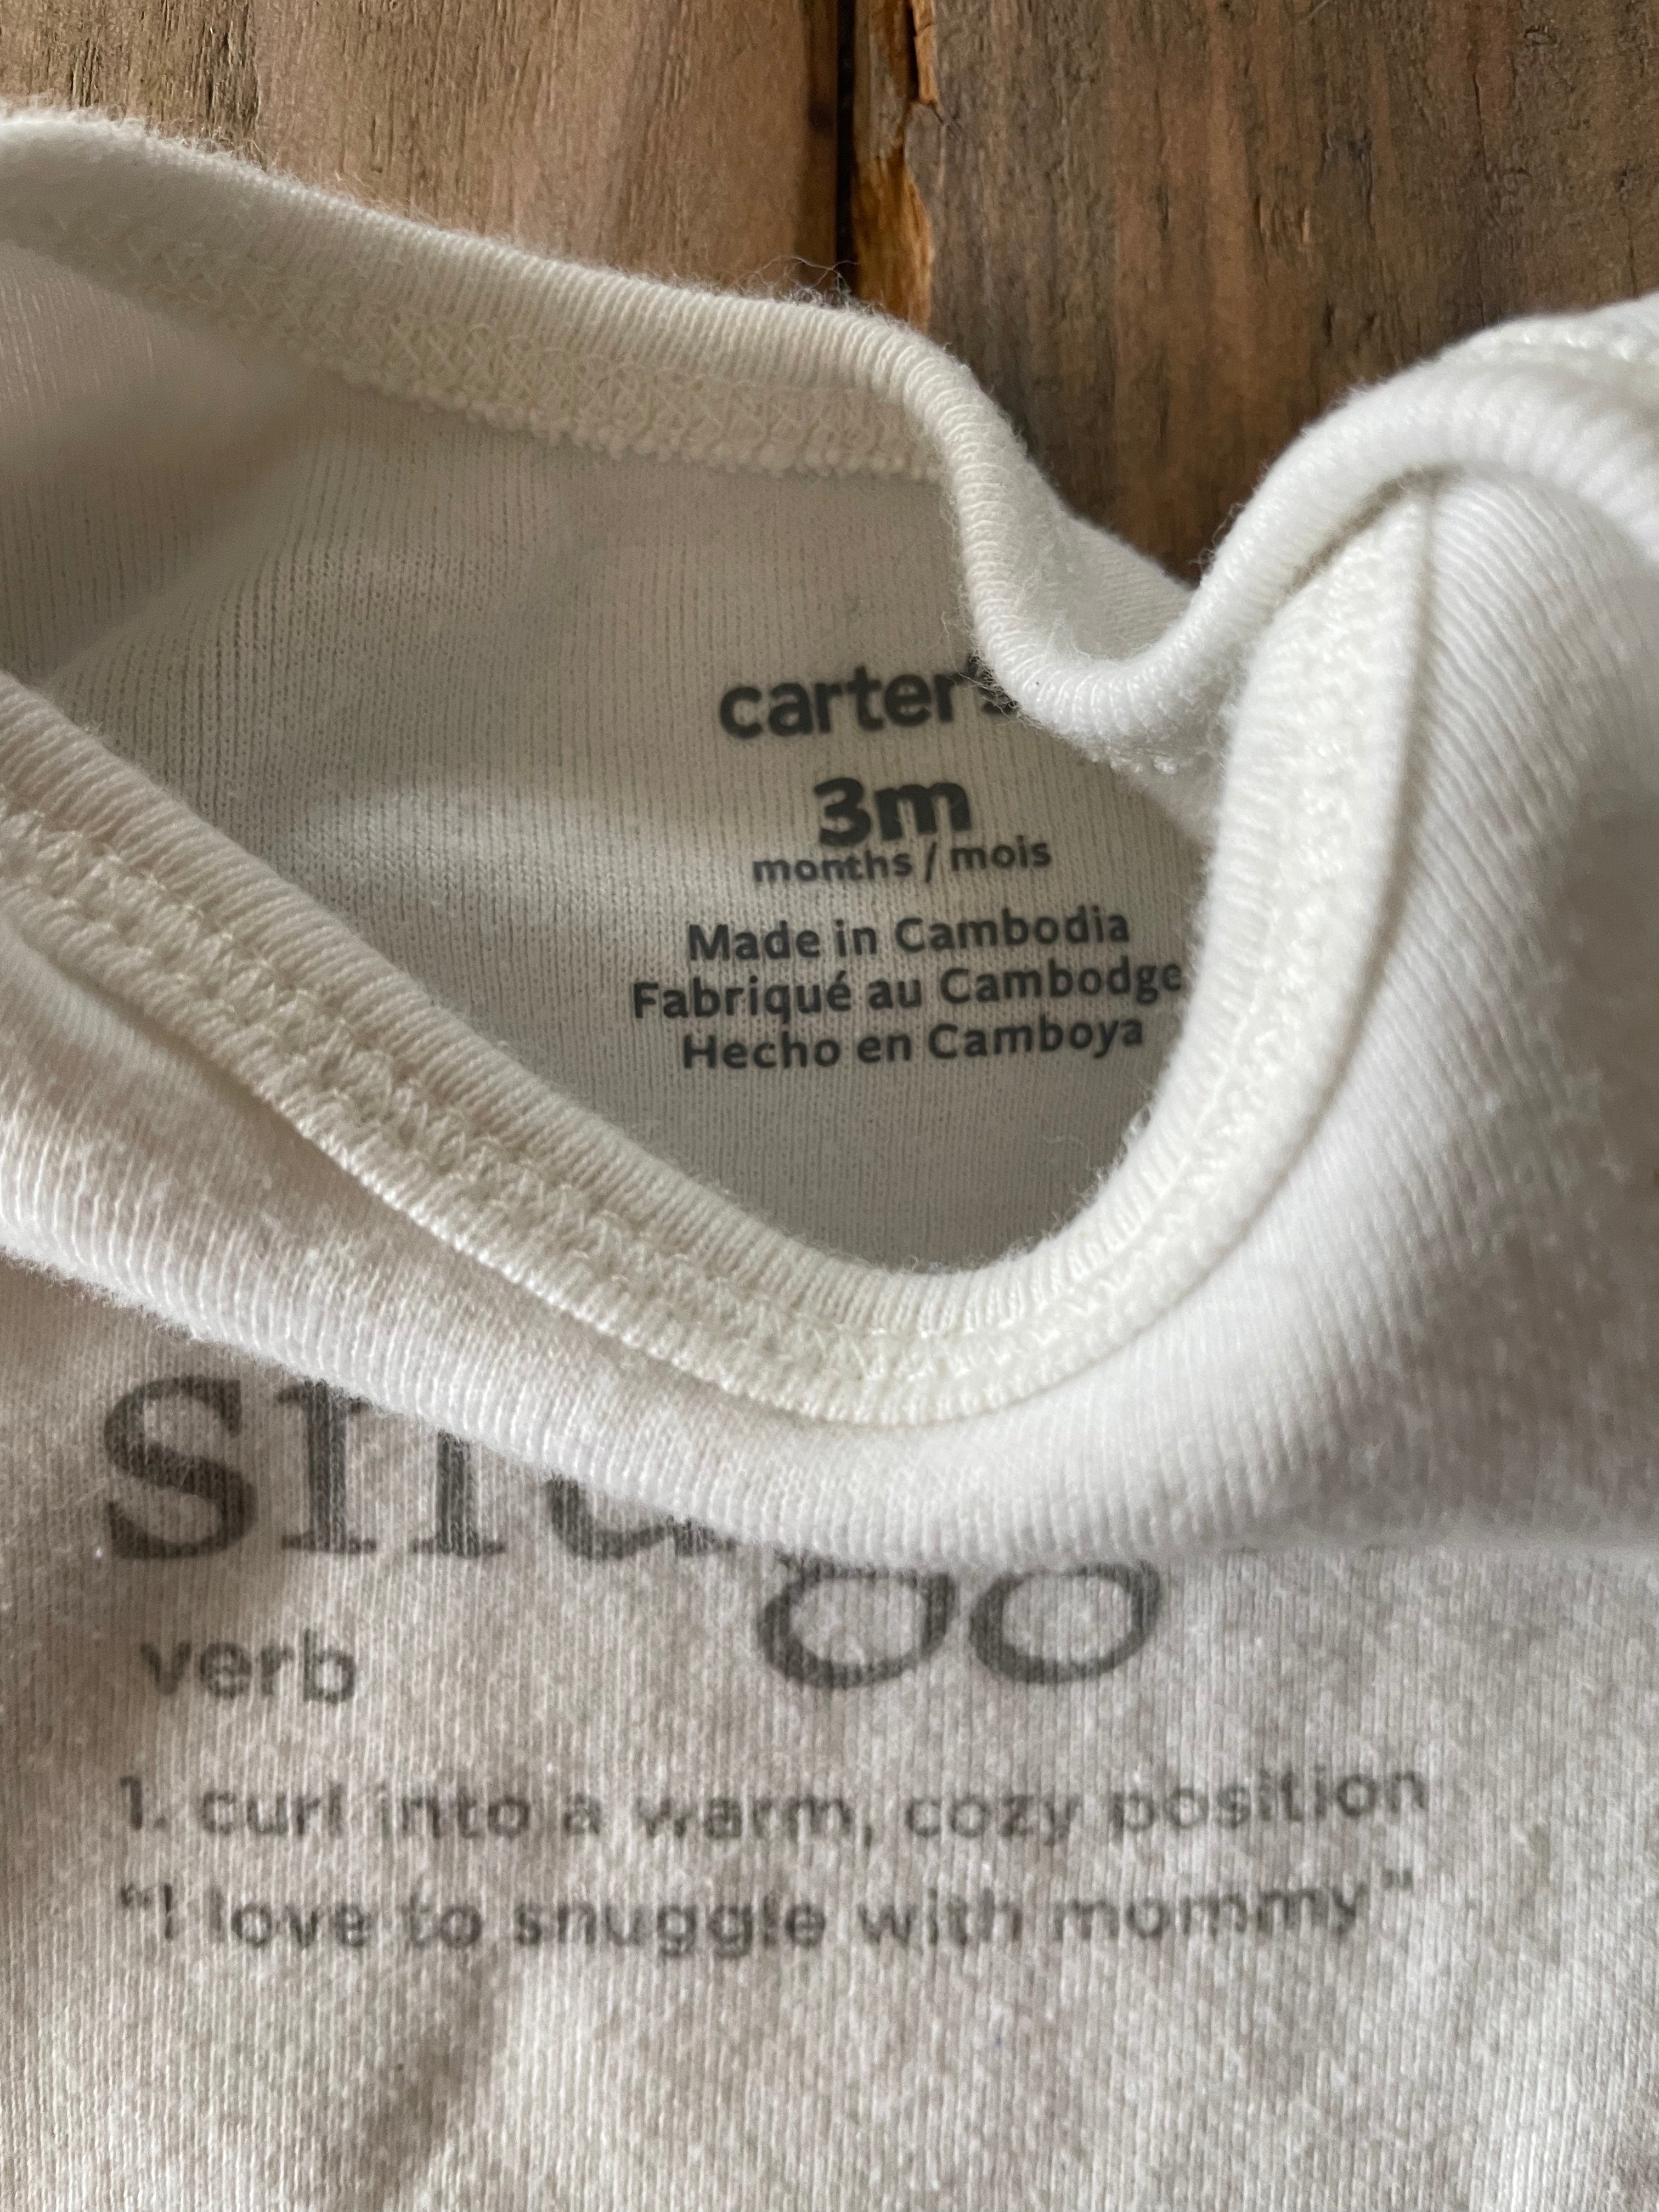 carter's
3m
months / mois
Made in Cambodia
Fabriqué au Cambodge
Hecho en Camboya
verb
1. curl into a warm, cozy position
"I love to snuggle with mommy"